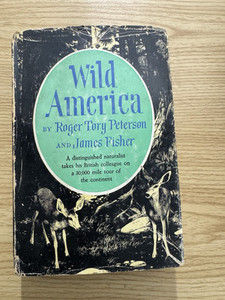 Wild
America
BY Roger Tory Peterson
AND James Fisher
A distinguished naturalist
takes his British colleague on
a 30,000 mile tour of
the continent